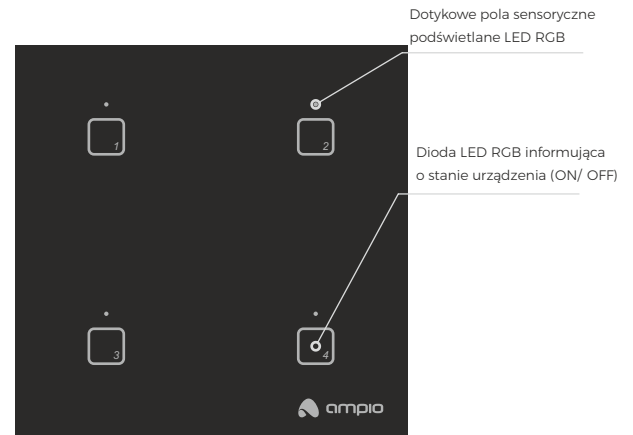 Dotykowe pola sensoryczne
podświetlane LED RGB
1
2
Dioda LED RGB informująca
o stanie urządzenia (ON/ OFF)
3
4
ampio